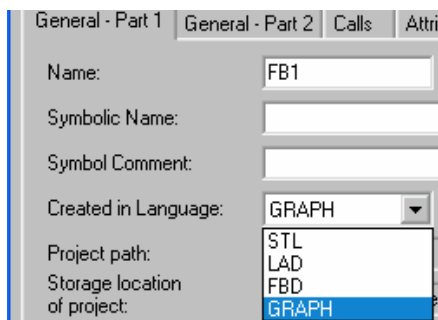 General - Part 1 General - Part 2 Calls
Name: FB1
Symbolic Name:
Symbol Comment:
Created in Language: GRAPH
STL
Project path:
LAD
Storage location
FBD
of project:
GRAPH